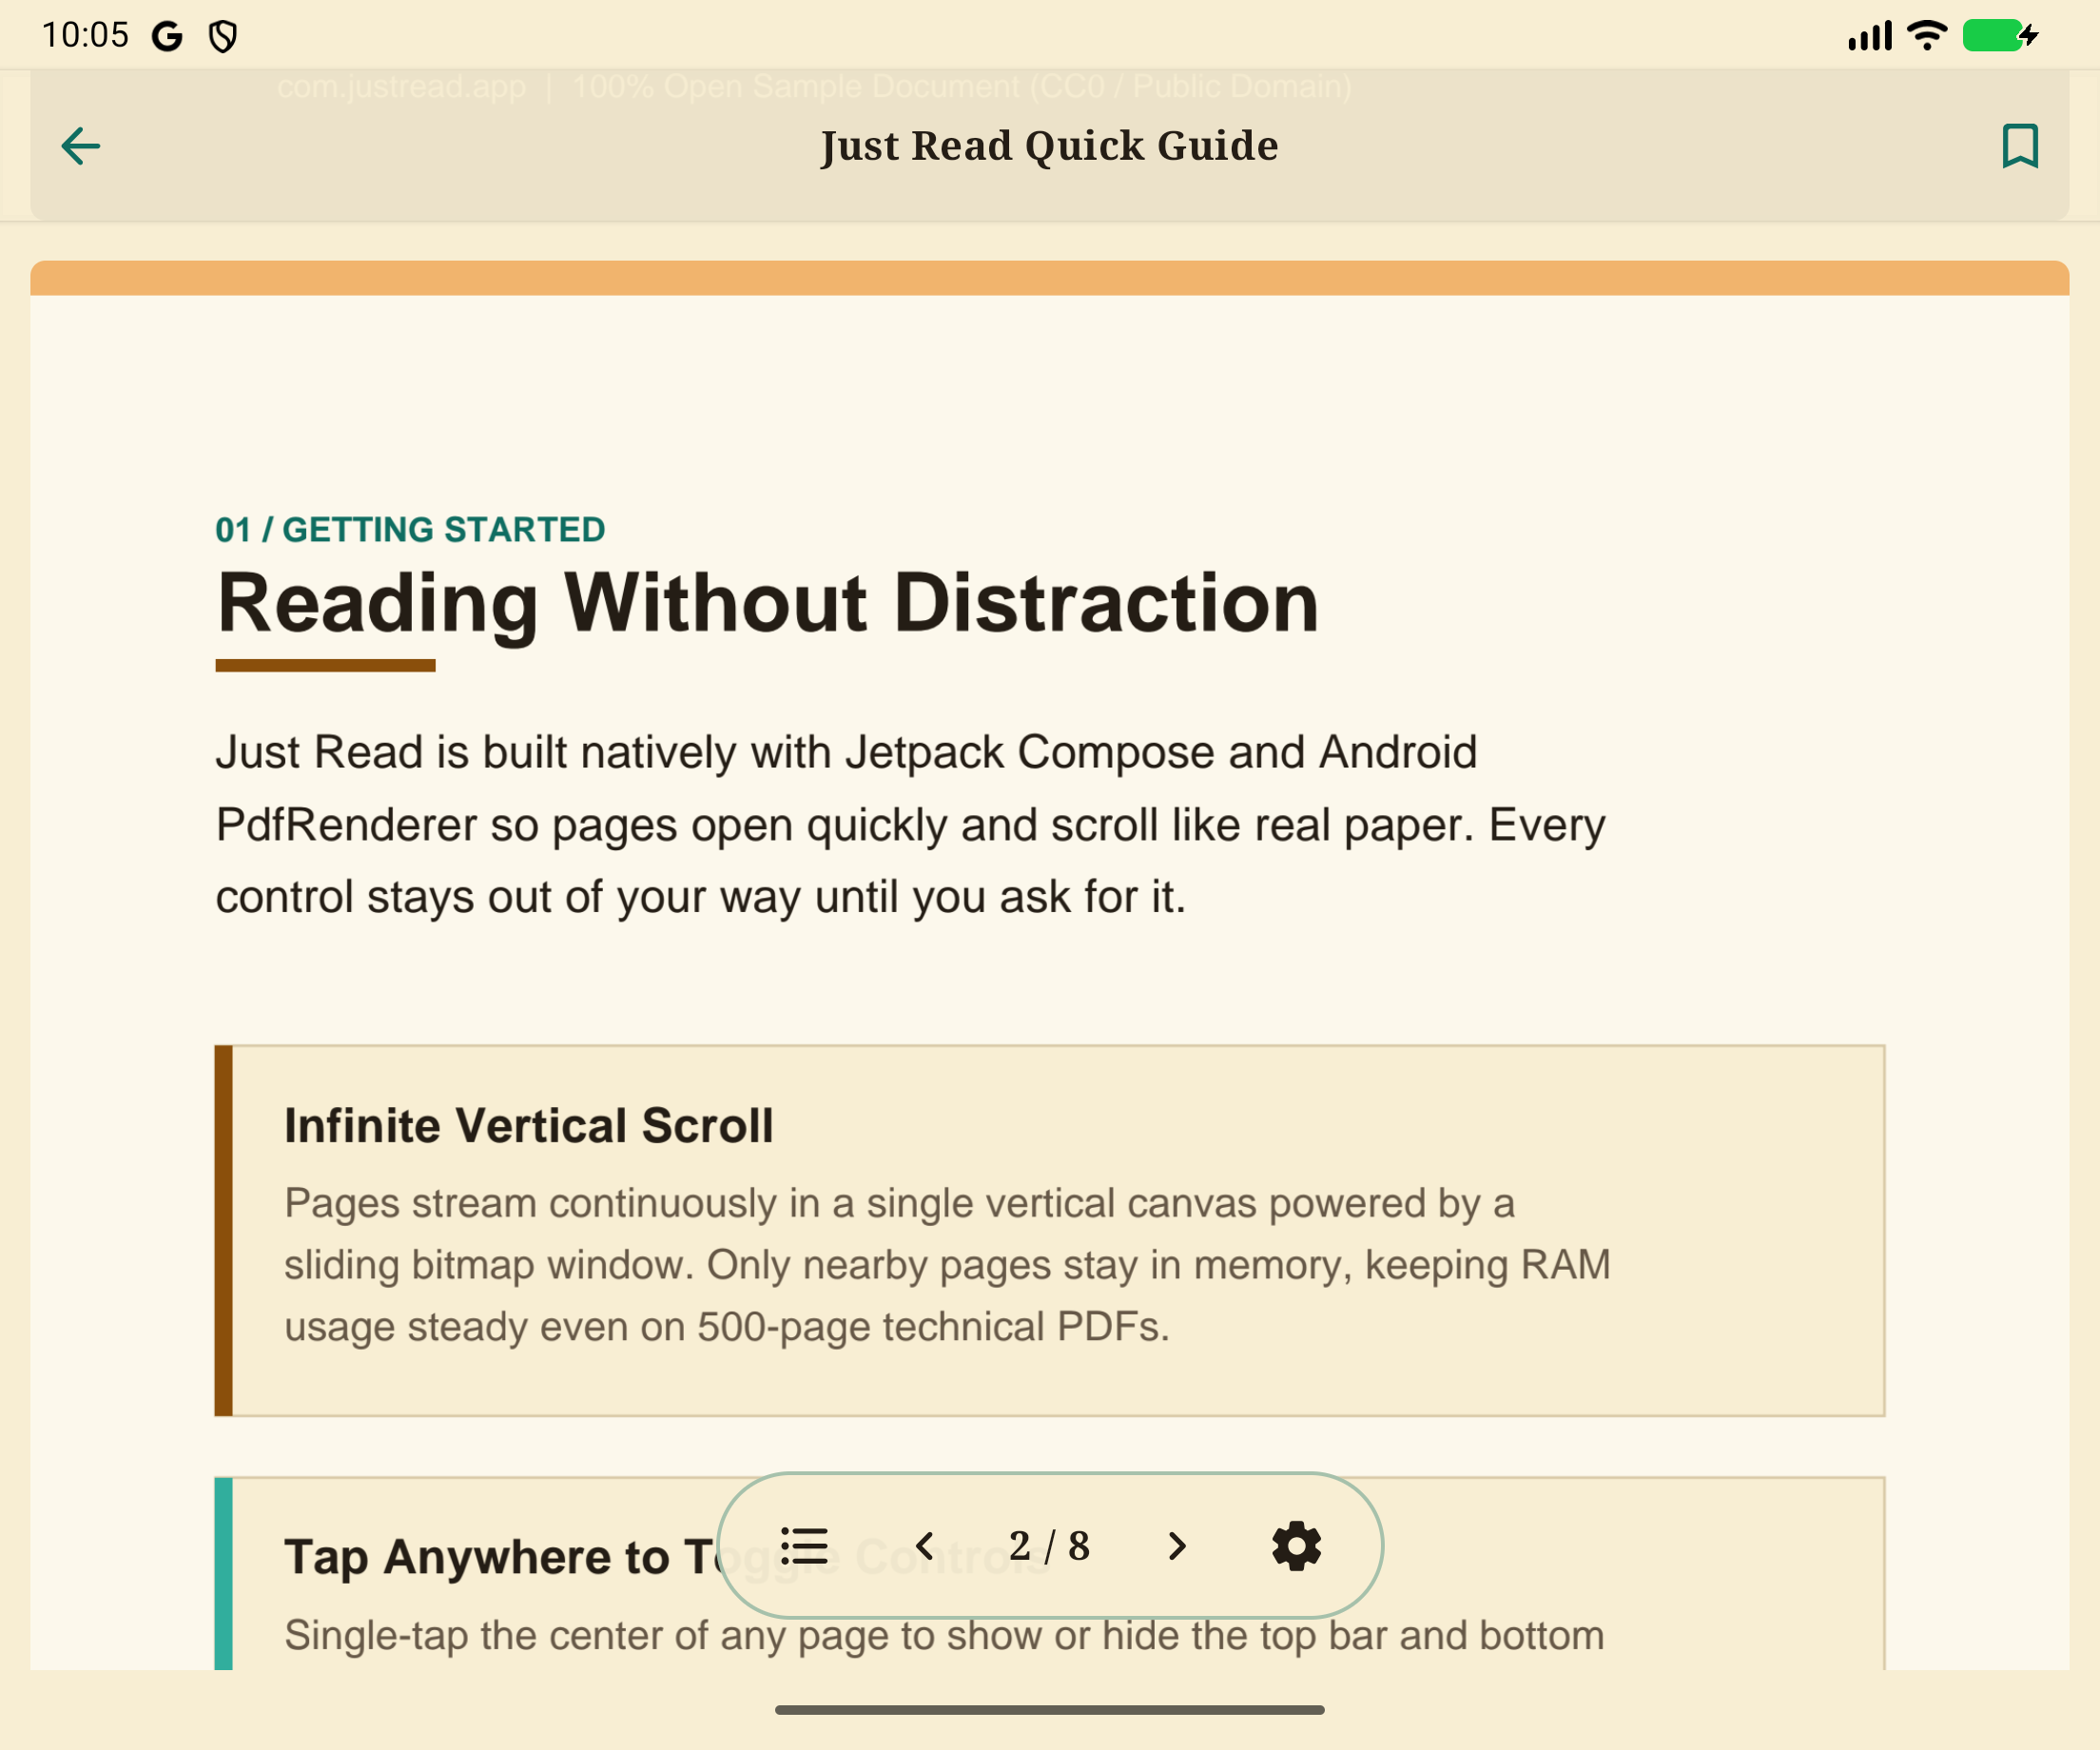 10:05
com.justread.app | 100% Open Sample Document (CC0 / Public Domain)
Just Read Quick Guide
01 / GETTING STARTED
Reading Without Distraction
Just Read is built natively with Jetpack Compose and Android
PdfRenderer so pages open quickly and scroll like real paper. Every
control stays out of your way until you ask for it.
Infinite Vertical Scroll
Pages stream continuously in a single vertical canvas powered by a
sliding bitmap window. Only nearby pages stay in memory, keeping RAM
usage steady even on 500-page technical PDFs.
Tap Anywhere to Toggle Controls
2 / 8
Single-tap the center of any page to show or hide the top bar and bottom